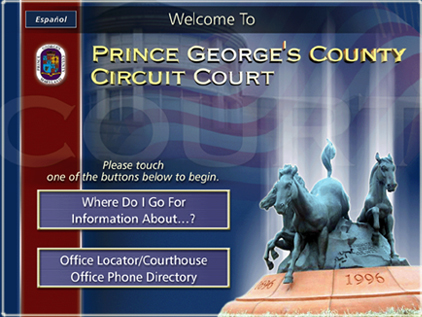 Español
Welcome To
PRINCE GEORGE'S COUNTY
CIRCUIT COURT
COURT
Please touch
one of the buttons below to begin.
Where Do I Go For
Information About...?
Office Locator/Courthouse
Office Phone Directory
1996